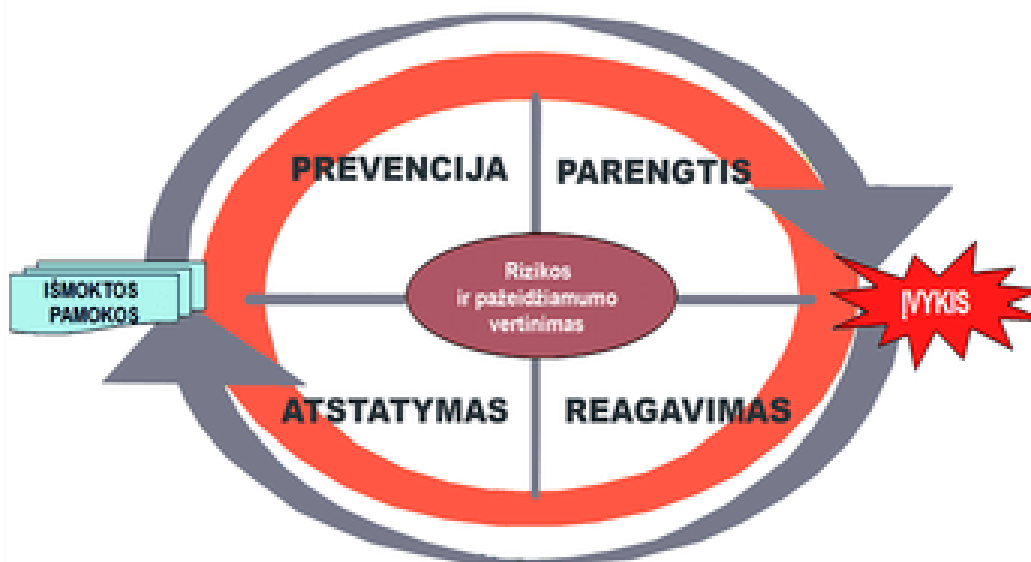 PREVENCIJA
PARENGTIS
Rizikos
ir pažeidžiamumo
vertinimas
IŠMOKTOS
PAMOKOS
ĮVYKIS
ATSTATYMAS
REAGAVIMAS